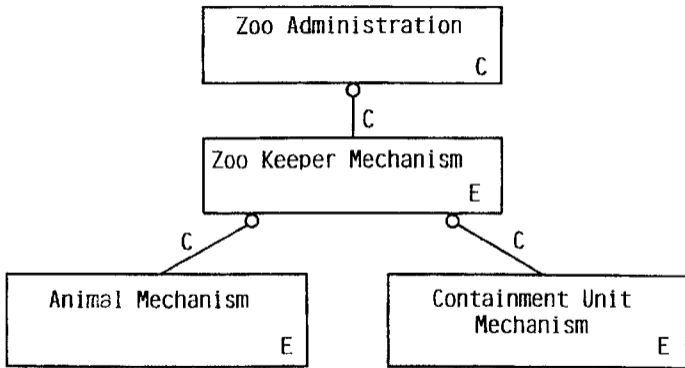 Zoo Administration
C
C
Zoo Keeper Mechanism
E
C
C
Animal Mechanism
E
Containment Unit
Mechanism
E